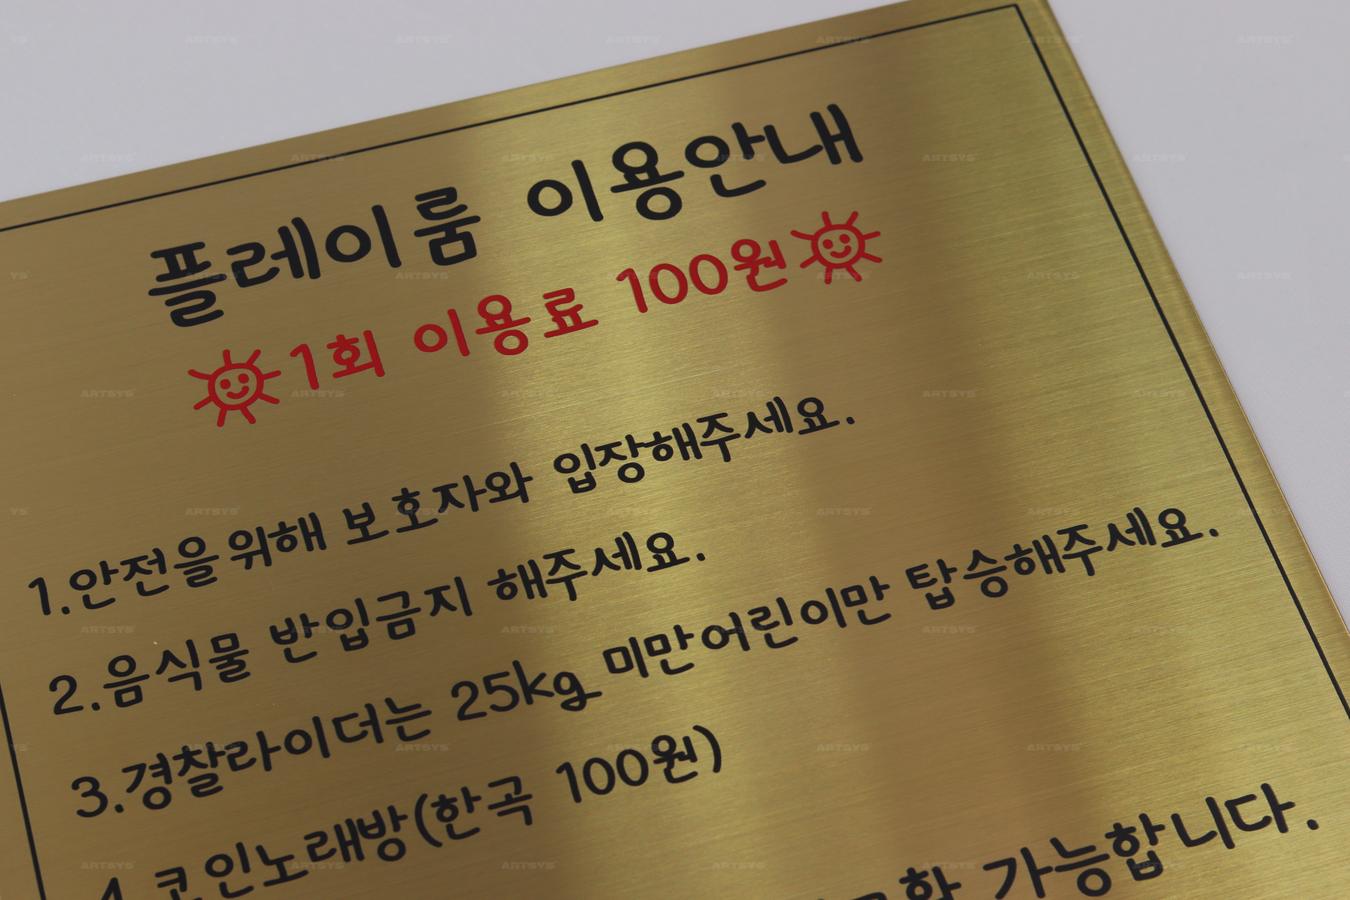 플레이룸 이용안내
1회 이용료 100원
1.안전을위해 보호자와 입장해주세요.
2.음식물 반입금지 해주세요.
3.경찰라이더는 25kg 미만어린이만 탑승해주세요.
4.코인노래방(한곡 100원)
가능합니다.
ARTSYS